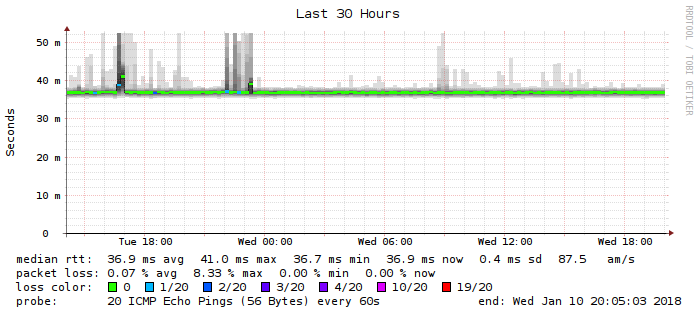 Last 30 Hours
RRDTOOL / TOBI OETIKER
Seconds
50 m
40 m
30 m
20 m
10 m
0
Tue 18:00 Wed 00:00 Wed 06:00 Wed 12:00 Wed 18:00
median rtt: 36.9 ms avg 41.0 ms max 36.7 ms min 36.9 ms now 0.4 ms sd 87.5 am/s
packet loss: 0.07 % avg 8.33 % max 0.00 % min 0.00 % now
loss color: 0 1/20 2/20 3/20 4/20 10/20 19/20
probe: 20 ICMP Echo Pings (56 Bytes) every 60s end: Wed Jan 10 20:05:03 2018